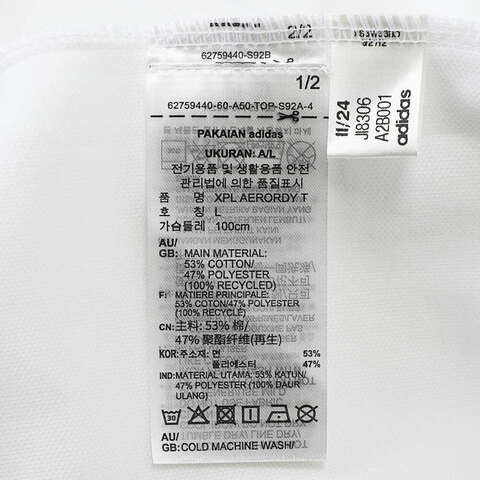 2/2
62759440-S92B
1/2
62759440-60-A50-TOP-S92A-4
PAKAIAN adidas
UKURAN: A/L
전기용품 및 생활용품 안전
관리법에 의한 품질표시
품 명 XPL AERORDY T
호 칭 L
가슴둘레 100cm
AU/
GB: MAIN MATERIAL:
53% COTTON/
47% POLYESTER
(100% RECYCLED)
F: MATIERE PRINCIPALE:
53% COTON/47% POLYESTER
(100% RECYCLE)
CN: 主料: 53% 棉/
47% 聚酯纤维(再生)
KOR: 주소재: 면 53%
폴리에스터 47%
IND: MATERIAL UTAMA: 53% KATUN/
47% POLYESTER (100% DAUR
ULANG)
30
AU/
GB: COLD MACHINE WASH/
11/24
JI8306
A2B001
adidas